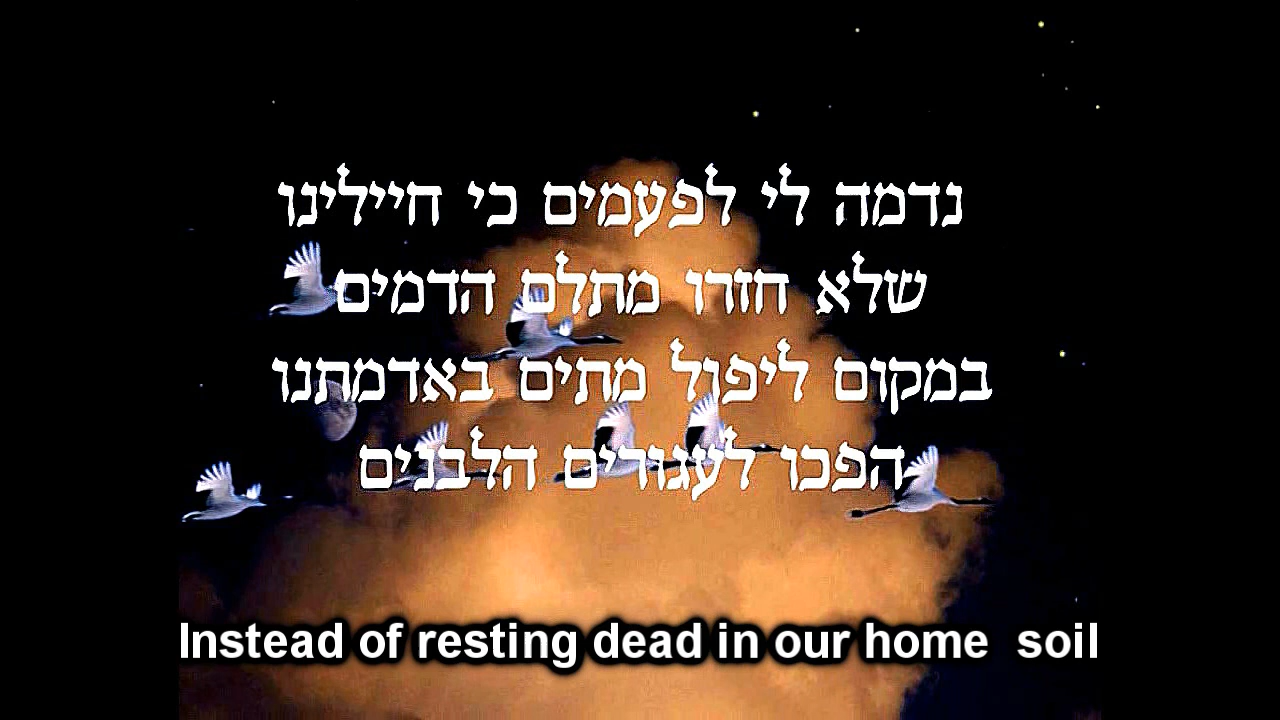 נדמה לי לפעמים כי חיילינו
שלא חזרו מתלם הדמים
במקום ליפול מתים באדמתנו
הפכו לעגורים הלבנים
Instead of resting dead in our home  soil